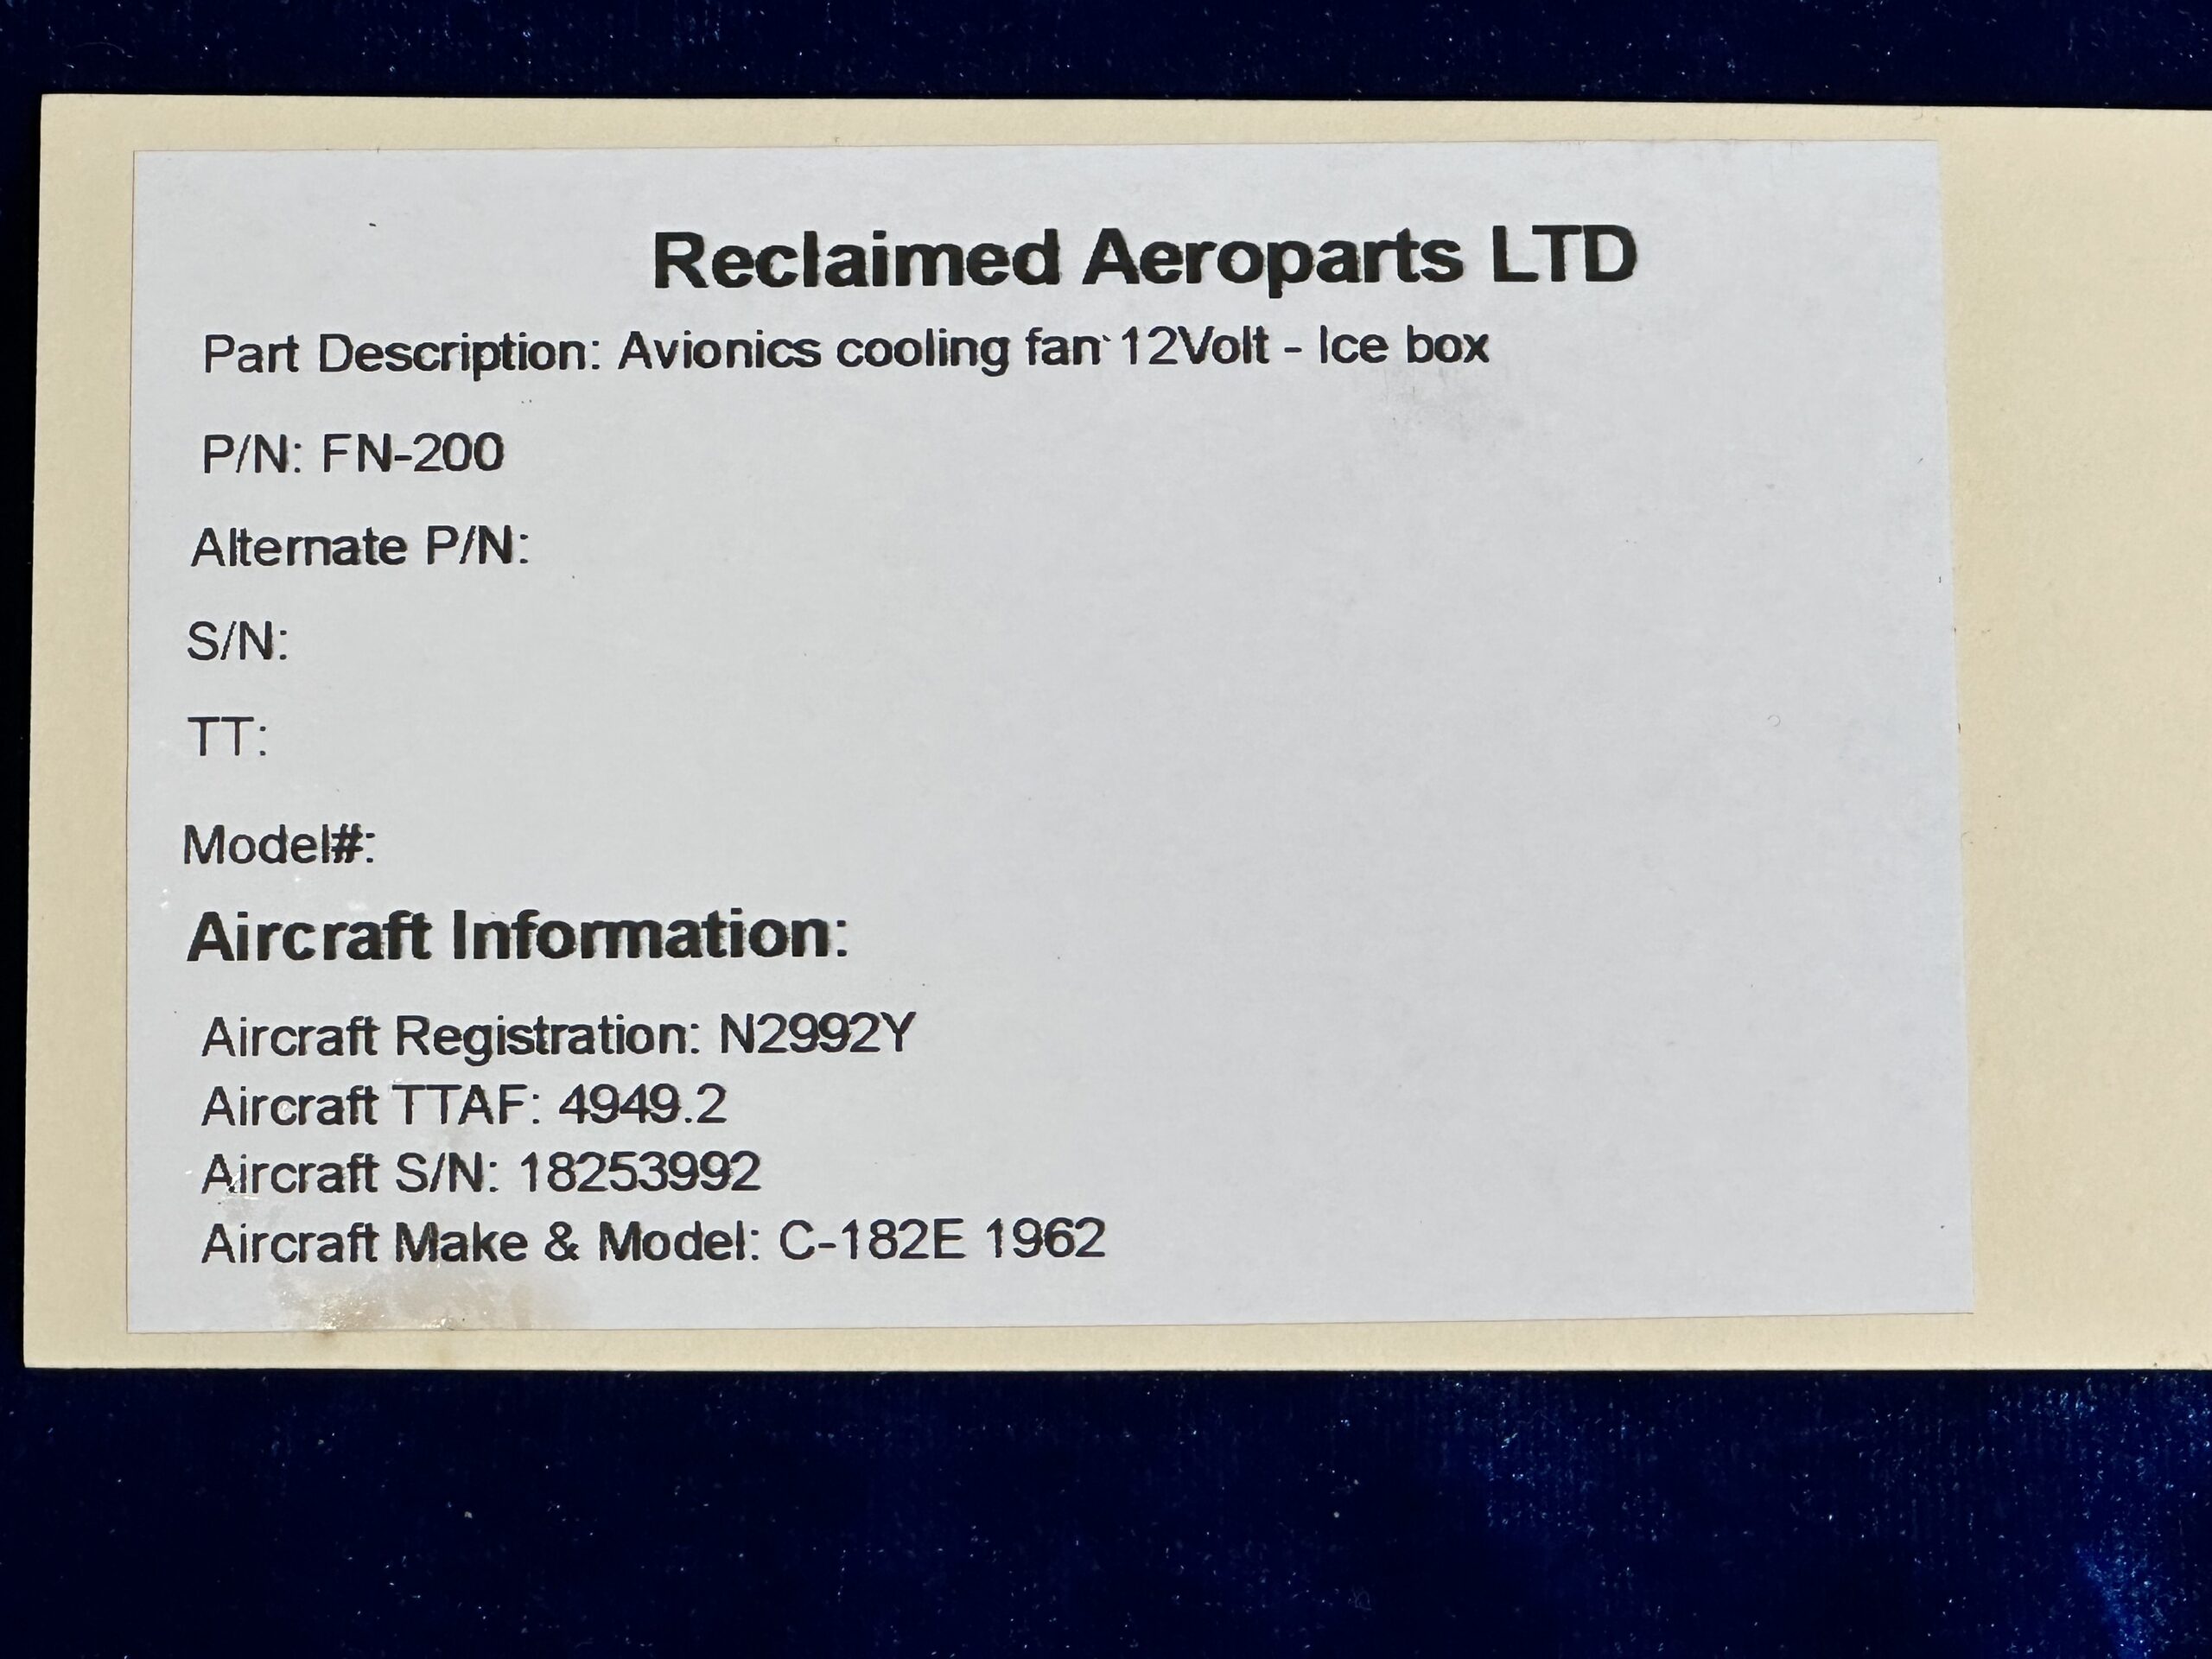 Reclaimed Aeroparts LTD
Part Description: Avionics cooling fan 12Volt - Ice box
P/N: FN-200
Alternate P/N:
S/N:
TT:
Model#:
Aircraft Information:
Aircraft Registration: N2992Y
Aircraft TTAF: 4949.2
Aircraft S/N: 18253992
Aircraft Make & Model: C-182E 1962